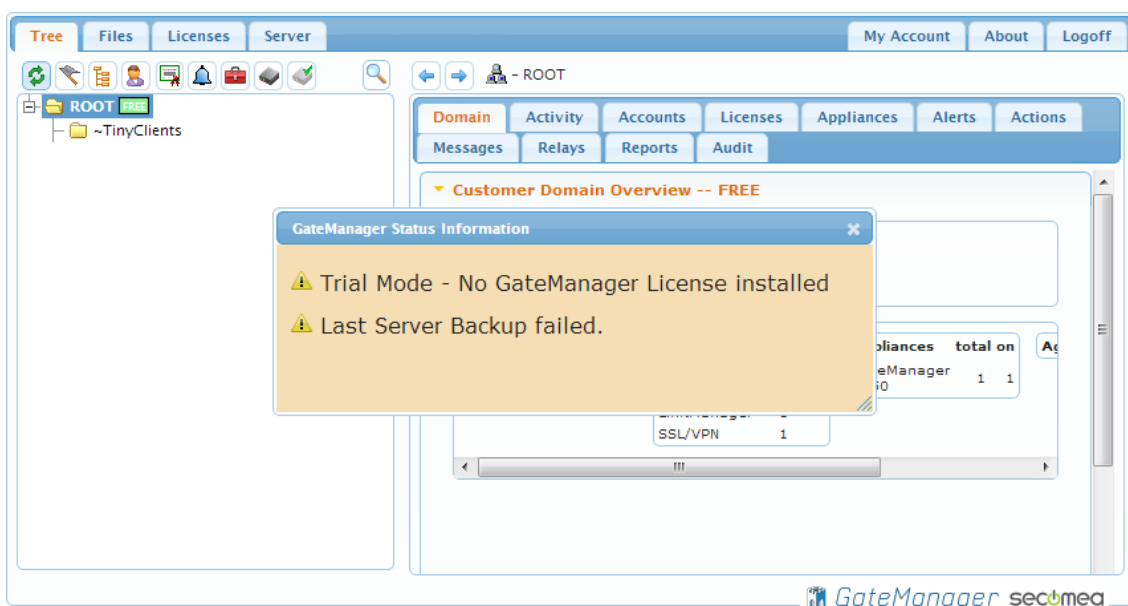 Tree Files Licenses Server My Account About Logoff
- ROOT
ROOT FREE
~TinyClients
Domain Activity Accounts Licenses Appliances Alerts Actions
Messages Relays Reports Audit
Customer Domain Overview -- FREE
GateManager Status Information
Trial Mode - No GateManager License installed
Last Server Backup failed.
total on
1 1
SSL/VPN 1
GateManager secomea